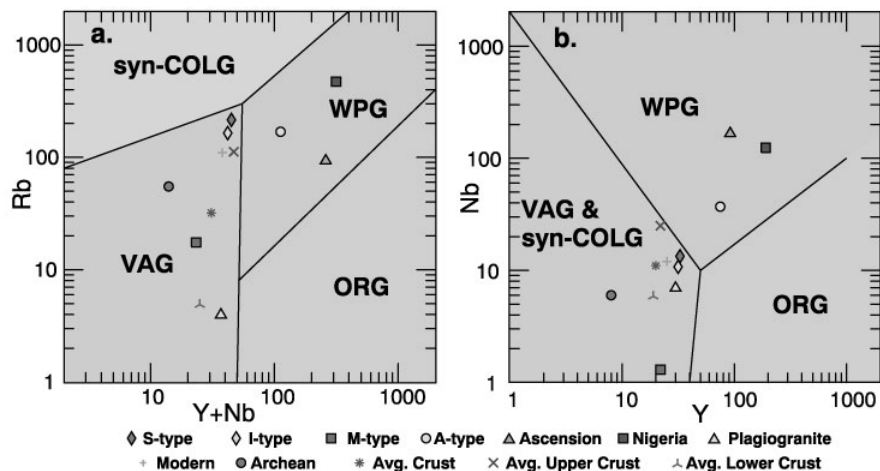 a.
syn-COLG
WPG
VAG
ORG
Rb
1000
100
10
1
10
100
1000
Y+Nb
b.
WPG
VAG &
syn-COLG
ORG
Nb
1000
100
10
1
1
10
100
1000
Y
S-type I-type M-type A-type Ascension Nigeria Plagiogranite
Modern Archean Avg. Crust Avg. Upper Crust Avg. Lower Crust